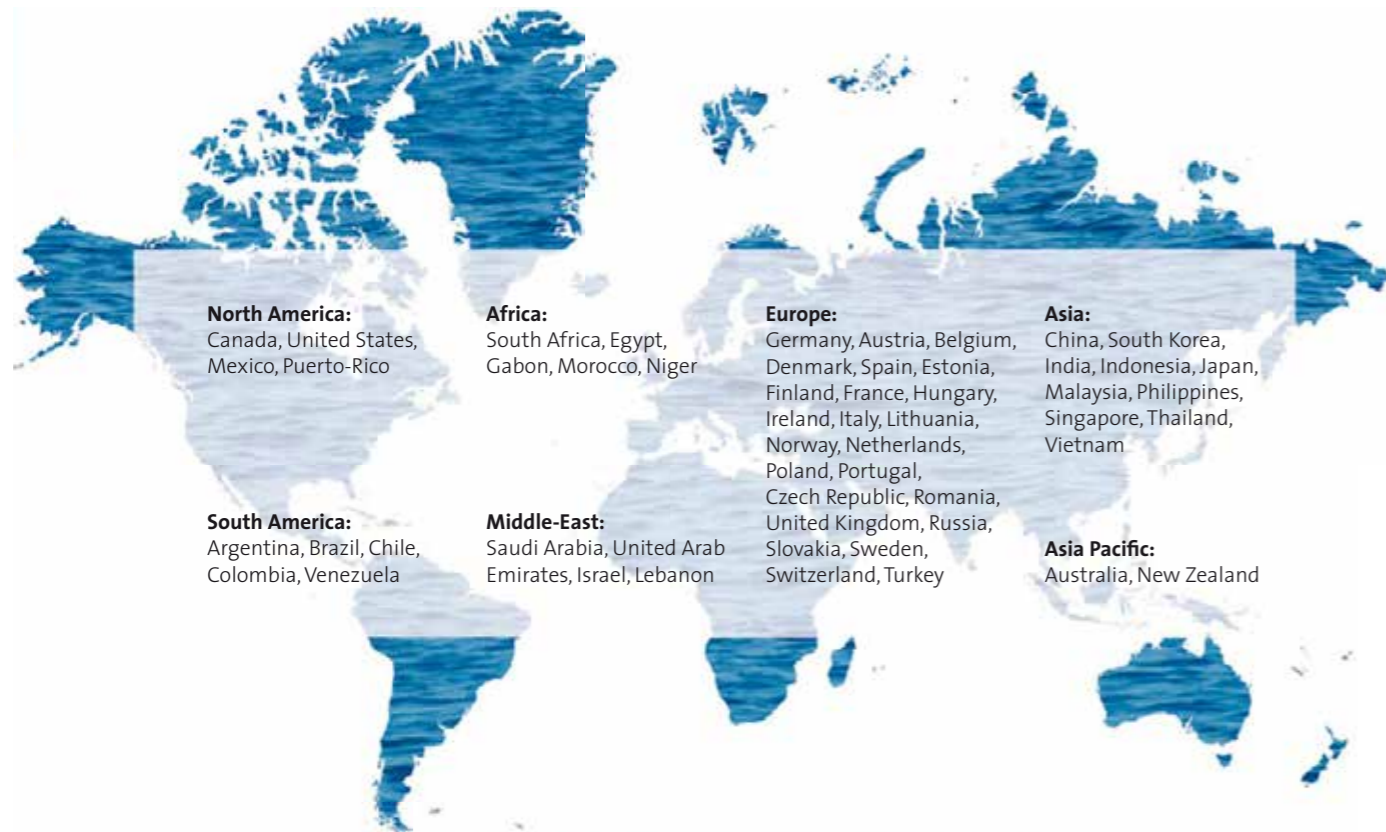 North America:
Canada, United States,
Mexico, Puerto-Rico
Africa:
South Africa, Egypt,
Gabon, Morocco, Niger
Europe:
Germany, Austria, Belgium,
Denmark, Spain, Estonia,
Finland, France, Hungary,
Ireland, Italy, Lithuania,
Norway, Netherlands,
Poland, Portugal,
Czech Republic, Romania,
United Kingdom, Russia,
Slovakia, Sweden,
Switzerland, Turkey
Asia:
China, South Korea,
India, Indonesia, Japan,
Malaysia, Philippines,
Singapore, Thailand,
Vietnam
South America:
Argentina, Brazil, Chile,
Colombia, Venezuela
Middle-East:
Saudi Arabia, United Arab
Emirates, Israel, Lebanon
Asia Pacific:
Australia, New Zealand